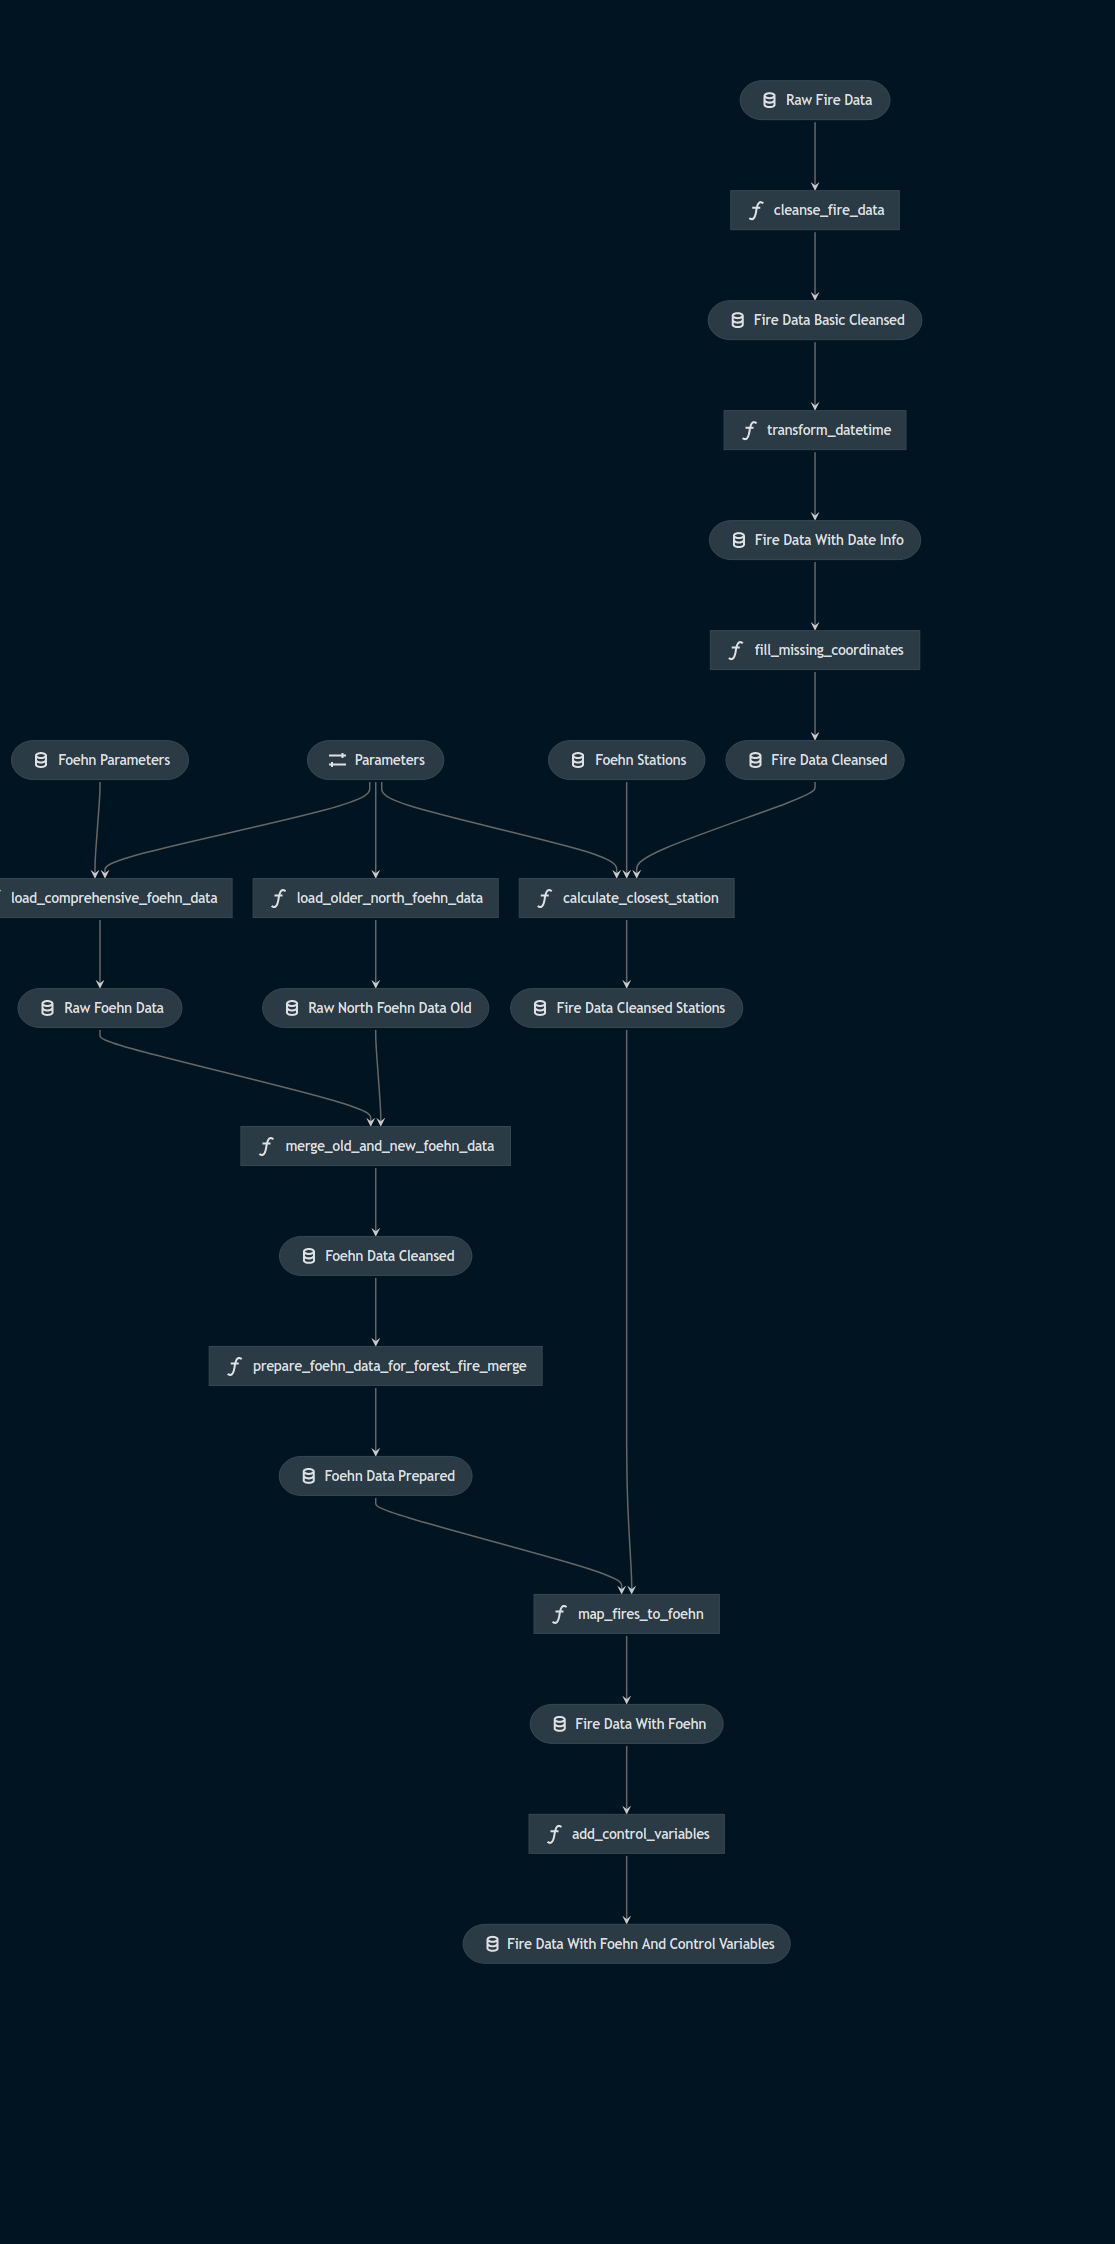 Raw Fire Data
cleanse_fire_data
Fire Data Basic Cleansed
transform_datetime
Fire Data With Date Info
fill_missing_coordinates
Foehn Parameters
Parameters
Foehn Stations
Fire Data Cleansed
load_comprehensive_foehn_data
load_older_north_foehn_data
calculate_closest_station
Raw Foehn Data
Raw North Foehn Data Old
Fire Data Cleansed Stations
merge_old_and_new_foehn_data
Foehn Data Cleansed
prepare_foehn_data_for_forest_fire_merge
Foehn Data Prepared
map_fires_to_foehn
Fire Data With Foehn
add_control_variables
Fire Data With Foehn And Control Variables